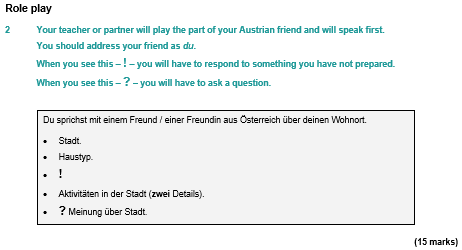 Role play
2 Your teacher or partner will play the part of your Austrian friend and will speak first.
You should address your friend as du.
When you see this – ! – you will have to respond to something you have not prepared.
When you see this – ? – you will have to ask a question.
Du sprichst mit einem Freund / einer Freundin aus Österreich über deinen Wohnort.
• Stadt.
• Haustyp.
• !
• Aktivitäten in der Stadt (zwei Details).
• ? Meinung über Stadt.
(15 marks)